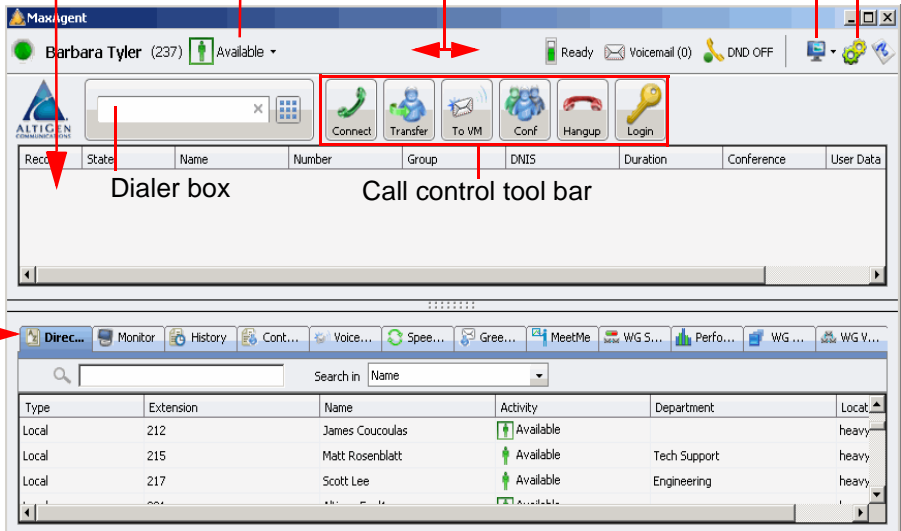 MaxAgent
Barbara Tyler (237) Available Ready Voicemail (0) DND OFF
ALTIGEN
COMMUNICATIONS
Connect Transfer To VM Conf Hangup Login
State Name Number Group DNIS Duration Conference User Data
Dialer box Call control tool bar
Direc... Monitor History Cont... Voice... Spee... Gree... MeetMe WG S... Perfo... WG ... WG V...
Search in Name
Type Extension Name Activity Department Locat
Local 212 James Coucoulas Available heavy
Local 215 Matt Rosenblatt Available Tech Support heavy
Local 217 Scott Lee Available Engineering heavy